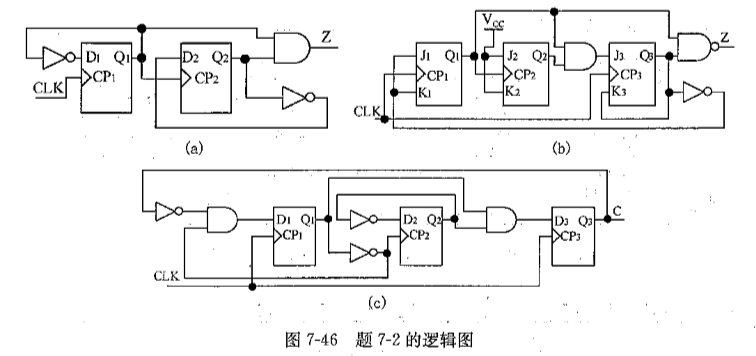 D₁ Q₁ D₂ Q₂ Z
CP₁ CP₂
CLK
(a)
V_CC Z
J₁ Q₁ J₂ Q₂ J₃ Q₃
CP₁ CP₂ CP₃
K₁ K₂ K₃
CLK
(b)
D₁ Q₁ D₂ Q₂ D₃ Q₃ C
CP₁ CP₂ CP₃
CLK
(c)
图 7-46 题 7-2 的逻辑图